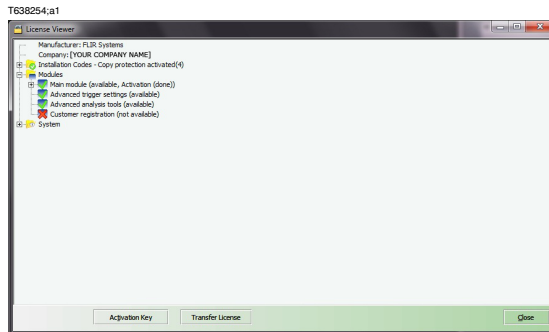 T638254;a1
License Viewer
Manufacturer: FLIR Systems
Company: [YOUR COMPANY NAME]
Installation Codes - Copy protection activated(4)
Modules
Main module (available, Activation (done))
Advanced trigger settings (available)
Advanced analysis tools (available)
Customer registration (not available)
System
Activation Key Transfer License Close